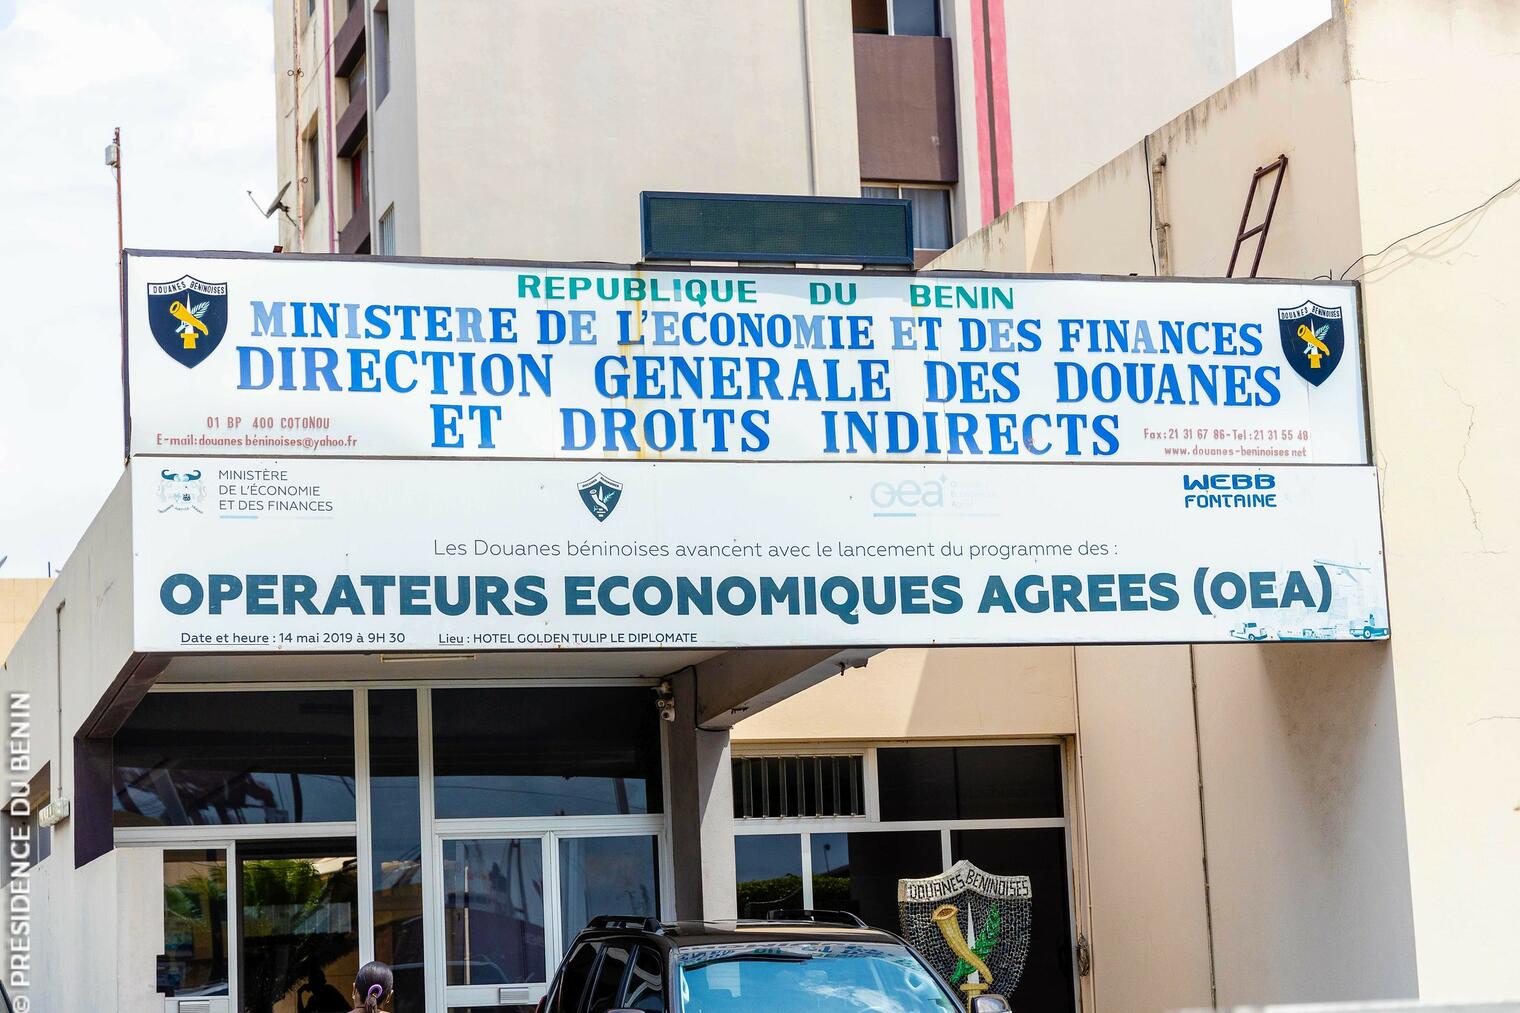 REPUBLIQUE DU BENIN
DOUANES BENINOISES
DOUANES BENINOISES
MINISTERE DE L'ECONOMIE ET DES FINANCES
DIRECTION GENERALE DES DOUANES
ET DROITS INDIRECTS
01 BP 400 COTONOU
E-mail:douanes béninoises@yahoo.fr
Fax:21 31 67 86-Tel:21 31 55 48
www.douanes-beninoises.net
MINISTÈRE
DE L'ÉCONOMIE
ET DES FINANCES
oea
WEBB
FONTAINE
Les Douanes béninoises avancent avec le lancement du programme des :
OPERATEURS ECONOMIQUES AGREES (OEA)
Date et heure : 14 mai 2019 à 9H 30 Lieu : HOTEL GOLDEN TULIP LE DIPLOMATE
DOUANES BENINOISES
© PRESIDENCE DU BENIN